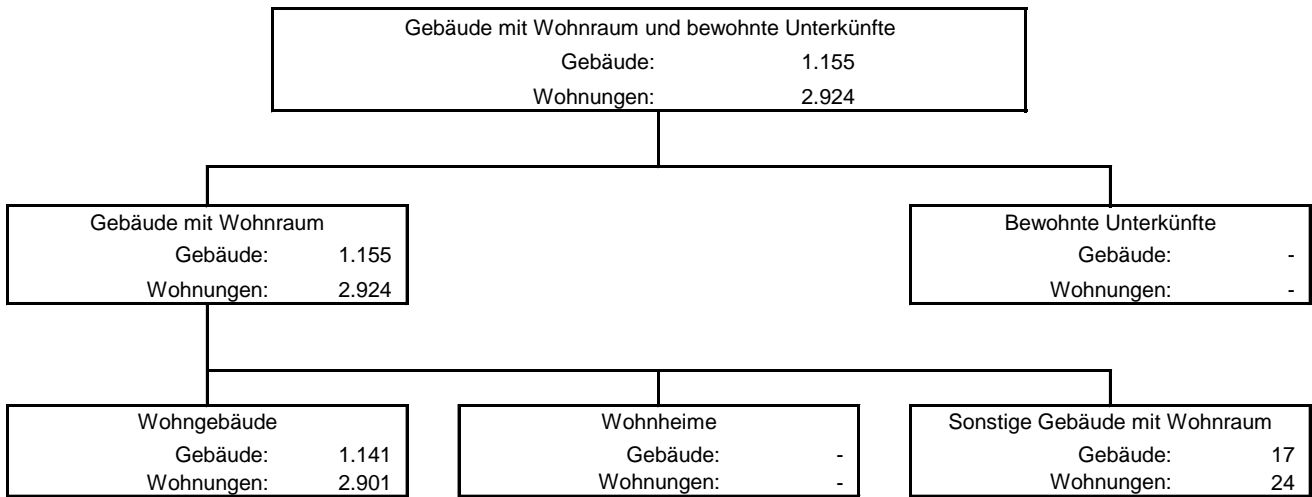 Gebäude mit Wohnraum und bewohnte Unterkünfte
Gebäude: 1.155
Wohnungen: 2.924
Gebäude mit Wohnraum
Gebäude: 1.155
Wohnungen: 2.924
Bewohnte Unterkünfte
Gebäude: -
Wohnungen: -
Wohngebäude
Gebäude: 1.141
Wohnungen: 2.901
Wohnheime
Gebäude: -
Wohnungen: -
Sonstige Gebäude mit Wohnraum
Gebäude: 17
Wohnungen: 24